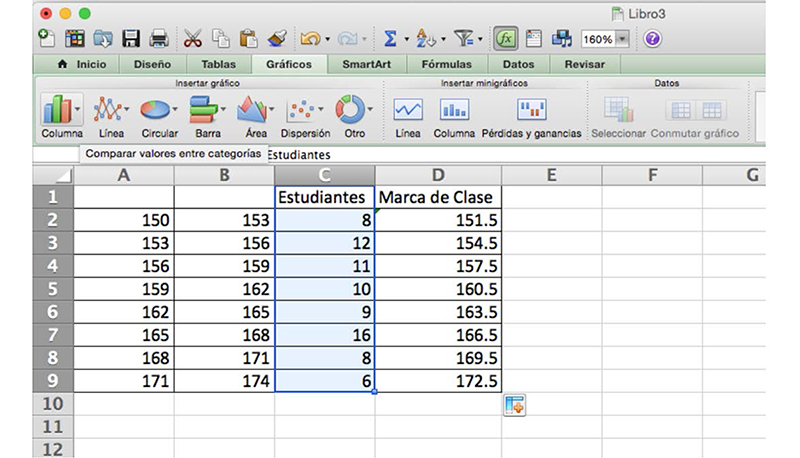 Libro3
fx 160% ?
Inicio Diseño Tablas Gráficos SmartArt Fórmulas Datos Revisar
Insertar gráfico Insertar minigráficos Datos
Columna Línea Circular Barra Área Dispersión Otro Línea Columna Pérdidas y ganancias Seleccionar Conmutar gráfico
Comparar valores entre categorías Estudiantes
A B C D E F G
1 Estudiantes Marca de Clase
2 150 153 8 151.5
3 153 156 12 154.5
4 156 159 11 157.5
5 159 162 10 160.5
6 162 165 9 163.5
7 165 168 16 166.5
8 168 171 8 169.5
9 171 174 6 172.5
10
11
12